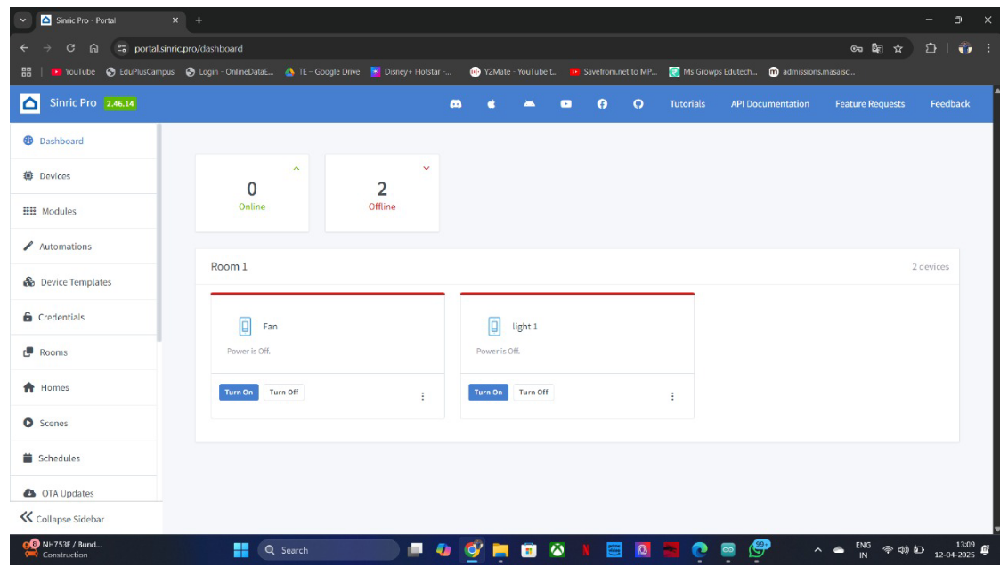 Sinric Pro - Portal
portal.sinric.pro/dashboard
YouTube EduPlusCampus Login - OnlineDataE... TE – Google Drive Disney+ Hotstar -... Y2Mate - YouTube t... Savefrom.net to MP... Ms Growps Edutech... admissions.masaisc...
Sinric Pro 2.46.14 Tutorials API Documentation Feature Requests Feedback
Dashboard
Devices
Modules
Automations
Device Templates
Credentials
Rooms
Homes
Scenes
Schedules
OTA Updates
Collapse Sidebar
0
Online
2
Offline
Room 1 2 devices
Fan
Power is Off.
Turn On Turn Off
light 1
Power is Off.
Turn On Turn Off
NH753F / Bund...
Construction
Search
99+
ENG
IN
13:09
12-04-2025